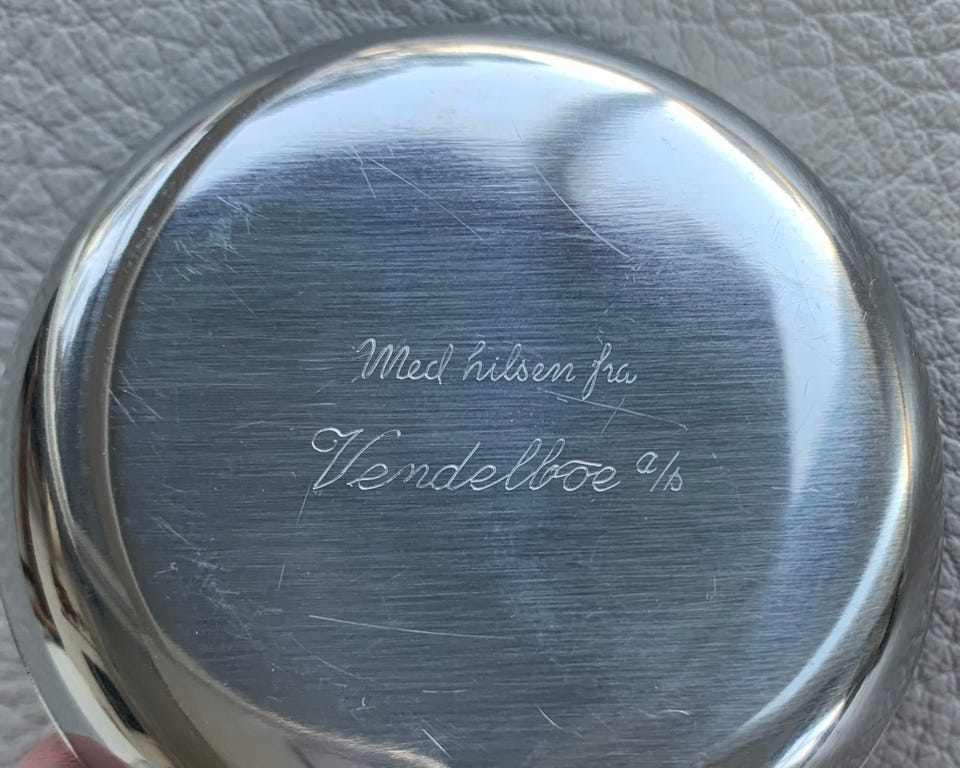 Med hilsen fra
Vendelboe a/s